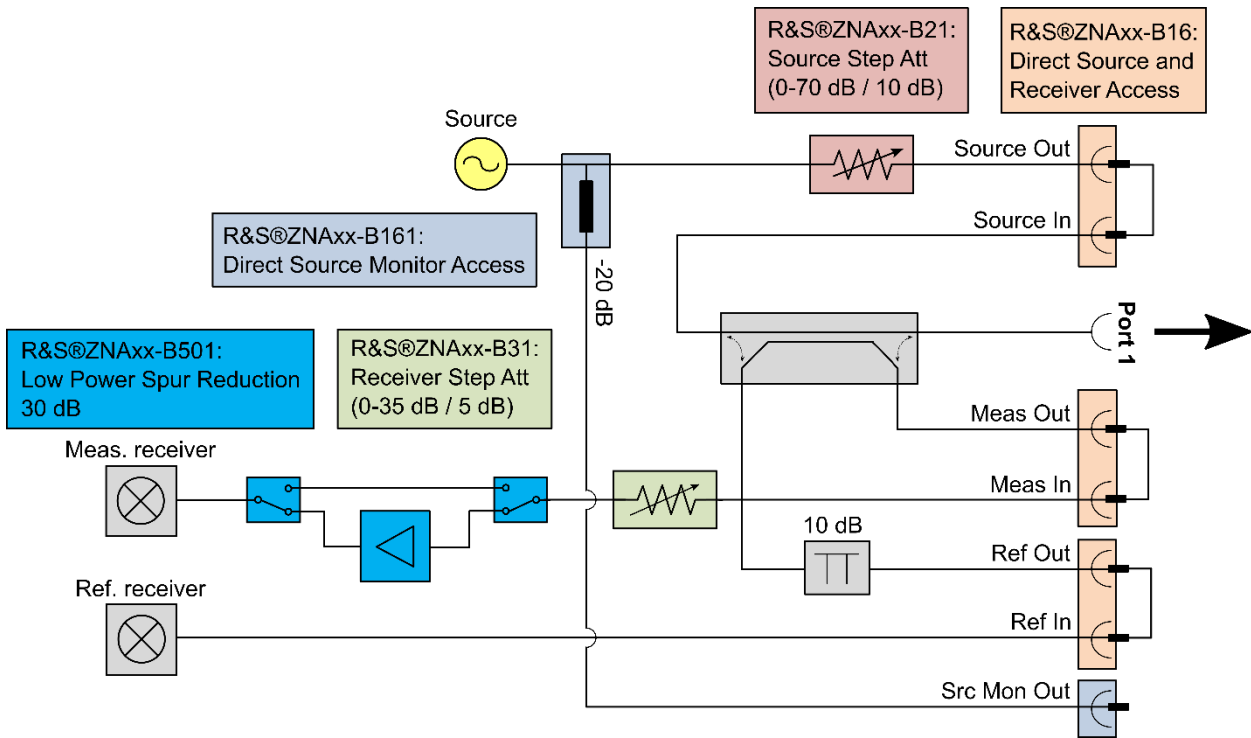 R&S®ZNAxx-B21:
Source Step Att
(0-70 dB / 10 dB)
R&S®ZNAxx-B16:
Direct Source and
Receiver Access
Source
Source Out
Source In
R&S®ZNAxx-B161:
Direct Source Monitor Access
-20 dB
Port 1
R&S®ZNAxx-B501:
Low Power Spur Reduction
30 dB
R&S®ZNAxx-B31:
Receiver Step Att
(0-35 dB / 5 dB)
Meas Out
Meas. receiver
Meas In
10 dB
Ref Out
Ref. receiver
Ref In
Src Mon Out